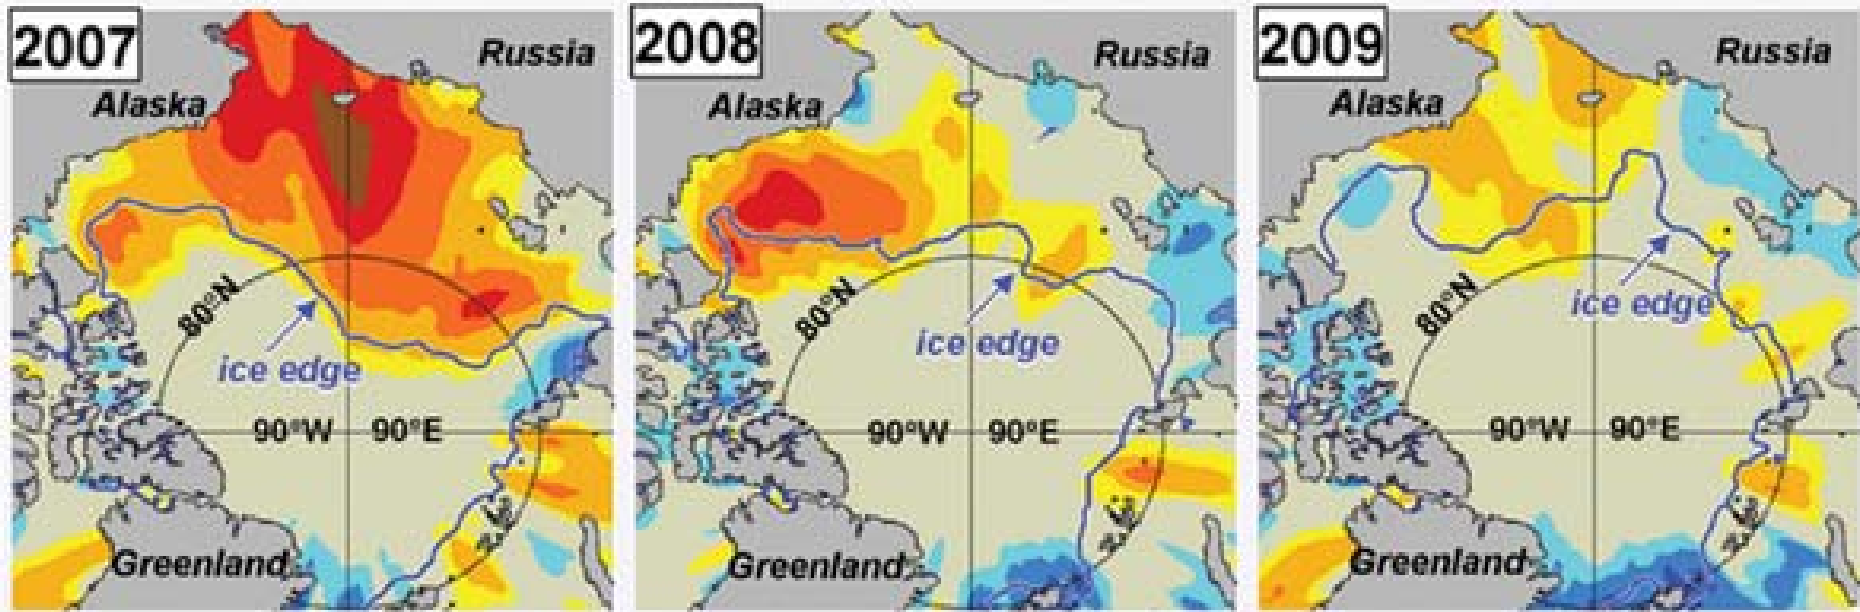 2007
Russia
Alaska
80°N
ice edge
90°W
90°E
Greenland
2008
Russia
Alaska
80°N
ice edge
90°W
90°E
Greenland
2009
Russia
Alaska
80°N
ice edge
90°W
90°E
Greenland